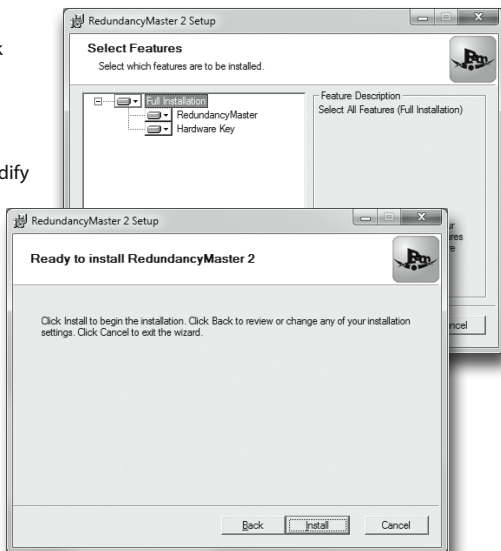 RedundancyMaster 2 Setup
Select Features
Select which features are to be installed.
Full Installation
RedundancyMaster
Hardware Key
Feature Description
Select All Features (Full Installation)
RedundancyMaster 2 Setup
Ready to install RedundancyMaster 2
Click Install to begin the installation. Click Back to review or change any of your installation
settings. Click Cancel to exit the wizard.
Back
Install
Cancel